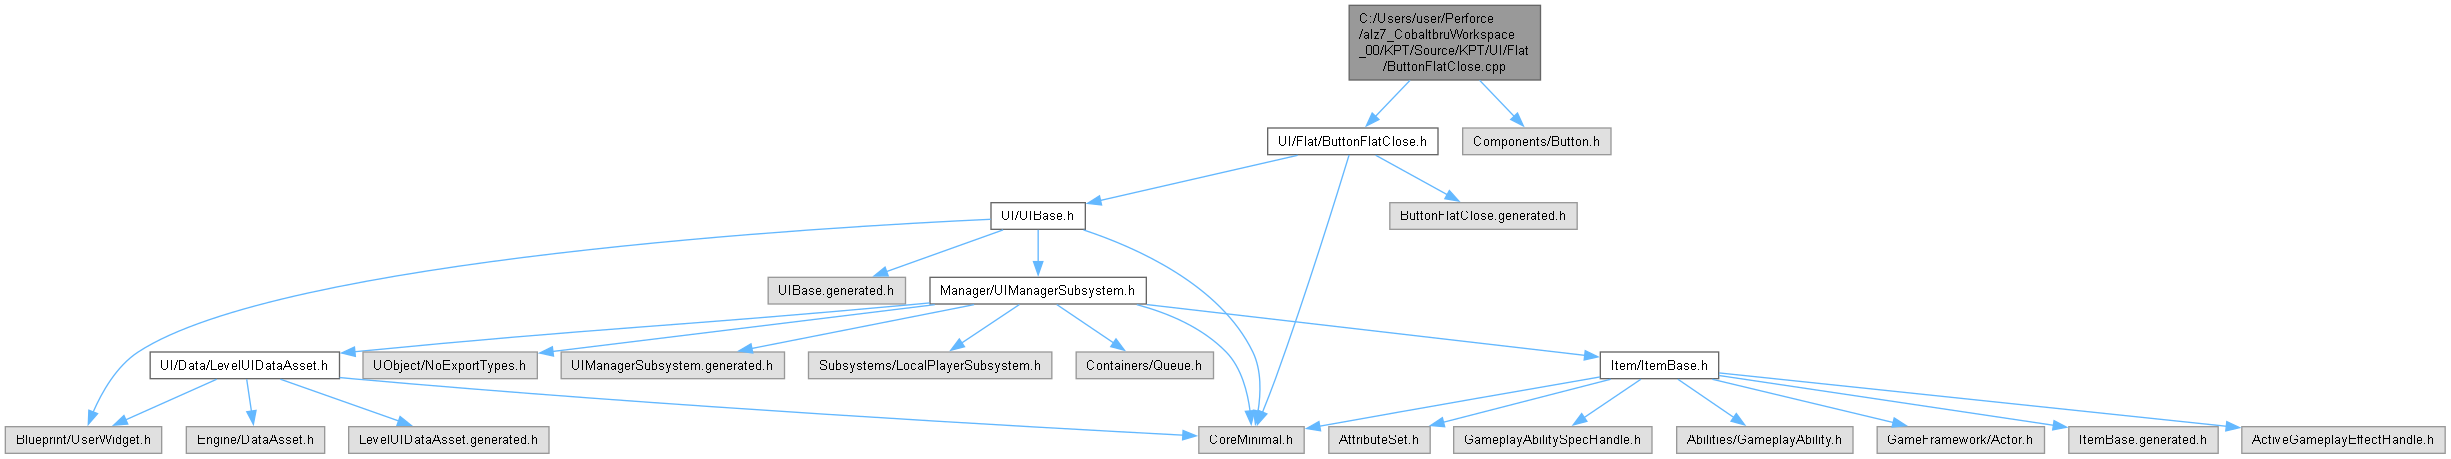 C:/Users/user/Perforce
/alz7_CobaltbruWorkspace
_00/KPT/Source/KPT/UI/Flat
/ButtonFlatClose.cpp
UI/Flat/ButtonFlatClose.h
Components/Button.h
UI/UIBase.h
ButtonFlatClose.generated.h
UIBase.generated.h
Manager/UIManagerSubsystem.h
UI/Data/LevelUIDataAsset.h
UObject/NoExportTypes.h
UIManagerSubsystem.generated.h
Subsystems/LocalPlayerSubsystem.h
Containers/Queue.h
Item/ItemBase.h
Blueprint/UserWidget.h
Engine/DataAsset.h
LevelUIDataAsset.generated.h
CoreMinimal.h
AttributeSet.h
GameplayAbilitySpecHandle.h
Abilities/GameplayAbility.h
GameFramework/Actor.h
ItemBase.generated.h
ActiveGameplayEffectHandle.h